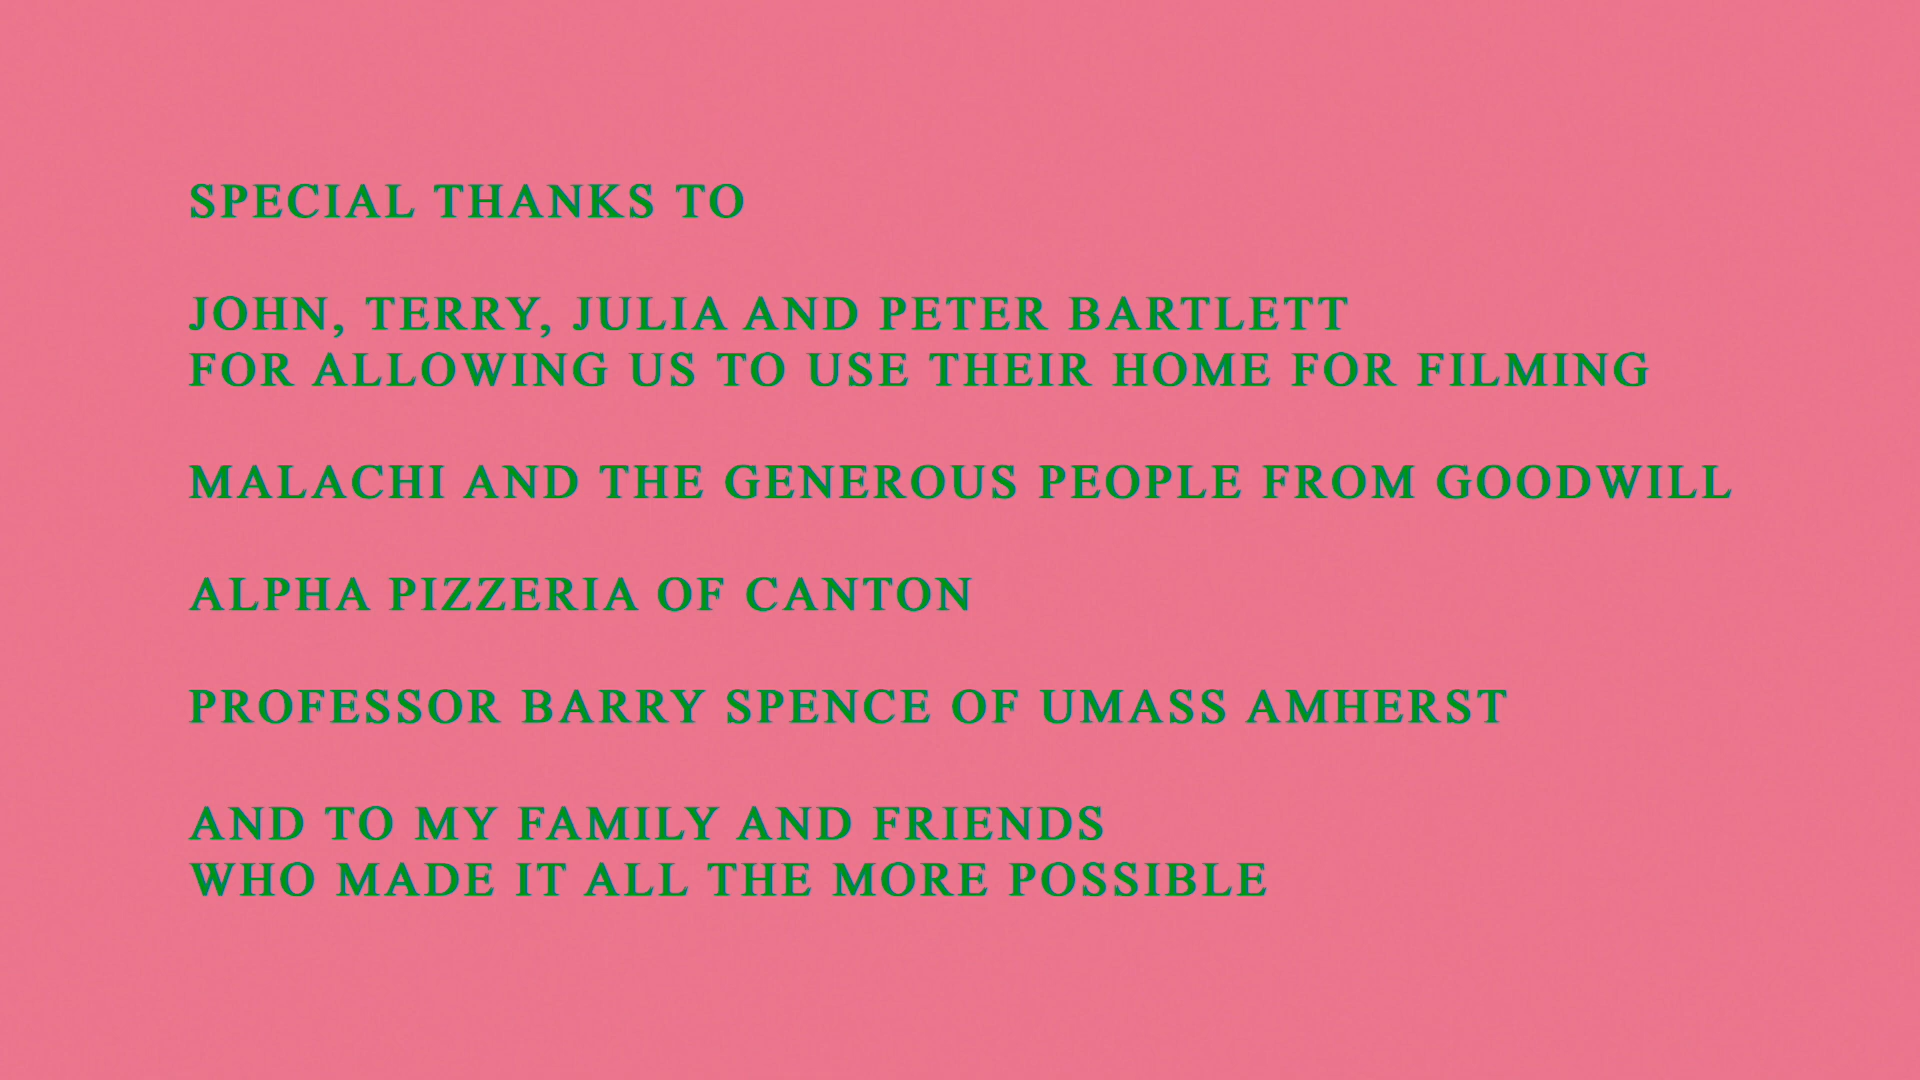 SPECIAL THANKS TO
JOHN, TERRY, JULIA AND PETER BARTLETT
FOR ALLOWING US TO USE THEIR HOME FOR FILMING
MALACHI AND THE GENEROUS PEOPLE FROM GOODWILL
ALPHA PIZZERIA OF CANTON
PROFESSOR BARRY SPENCE OF UMASS AMHERST
AND TO MY FAMILY AND FRIENDS
WHO MADE IT ALL THE MORE POSSIBLE